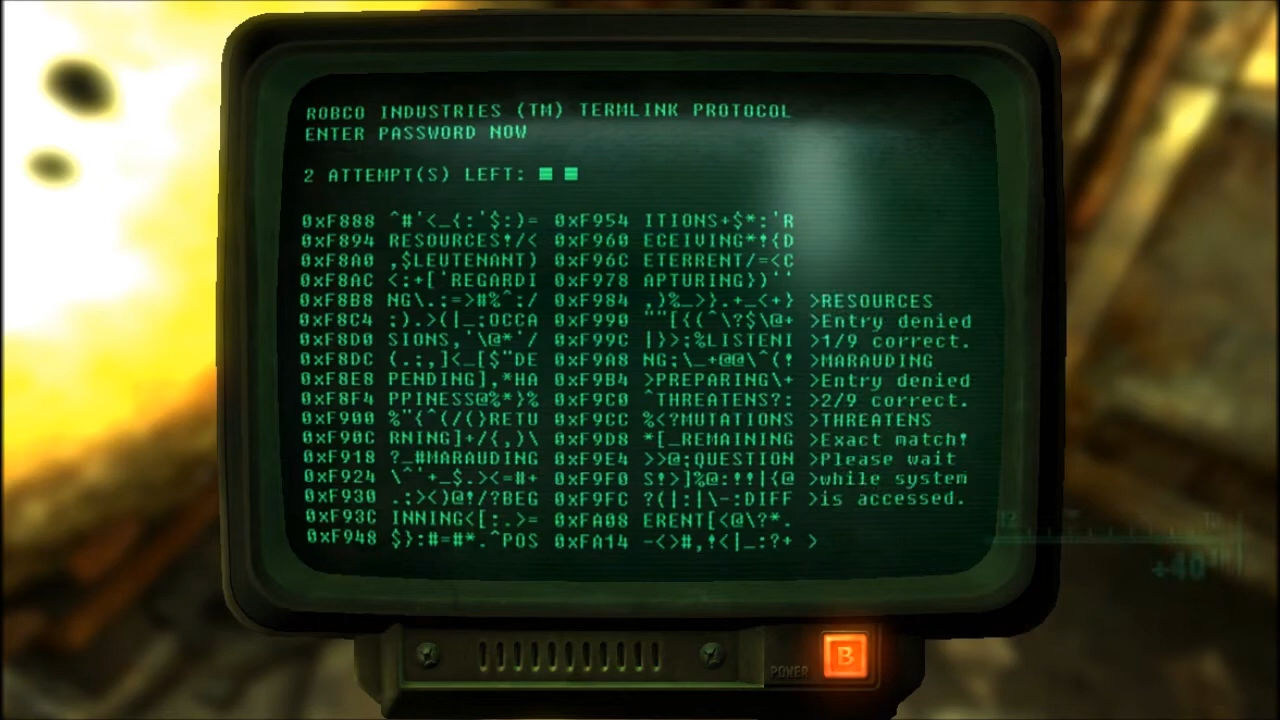 ROBCO INDUSTRIES (TM) TERMLINK PROTOCOL
ENTER PASSWORD NOW
2 ATTEMPT(S) LEFT:
0xF888 ^#'<_{:'$:)= 0xF954 ITIONS+$*:'R
0xF894 RESOURCES!/< 0xF960 ECEIVING*!{D
0xF8A0 ,$LEUTENANT) 0xF96C ETERRENT/=<C
0xF8AC <:+['REGARDI 0xF978 APTURING})''
0xF8B8 NG\.:=>#%^:/ 0xF984 ,)%_>}.+_<+} >RESOURCES
0xF8C4 :).>(|_;OCCA 0xF990 ""[{(^\?$\@+ >Entry denied
0xF8D0 SIONS,'\@*'/ 0xF99C |}>;%LISTENI >1/9 correct.
0xF8DC (.:,]<_[$"DE 0xF9A8 NG;\_+@@\^(! >MARAUDING
0xF8E8 PENDING],*HA 0xF9B4 >PREPARING\+ >Entry denied
0xF8F4 PPINESS@%*}% 0xF9C0 ^THREATENS?: >2/9 correct.
0xF900 %"{^(/(}RETU 0xF9CC %<?MUTATIONS >THREATENS
0xF90C RNING]+/{,)\ 0xF9D8 *[_REMAINING >Exact match!
0xF918 ?_#MARAUDING 0xF9E4 >>@;QUESTION >Please wait
0xF924 \^'+_$.><=#+ 0xF9F0 S!>]%@:!!|{@ >while system
0xF930 .:><)@!/?BEG 0xF9FC ?(|:|\-:DIFF >is accessed.
0xF93C INNING<[:.>= 0xFA08 ERENT[<@\?*.
0xF948 $}:#=#*.^POS 0xFA14 -<>#,!<|_:?+ >
+40
POWER
B